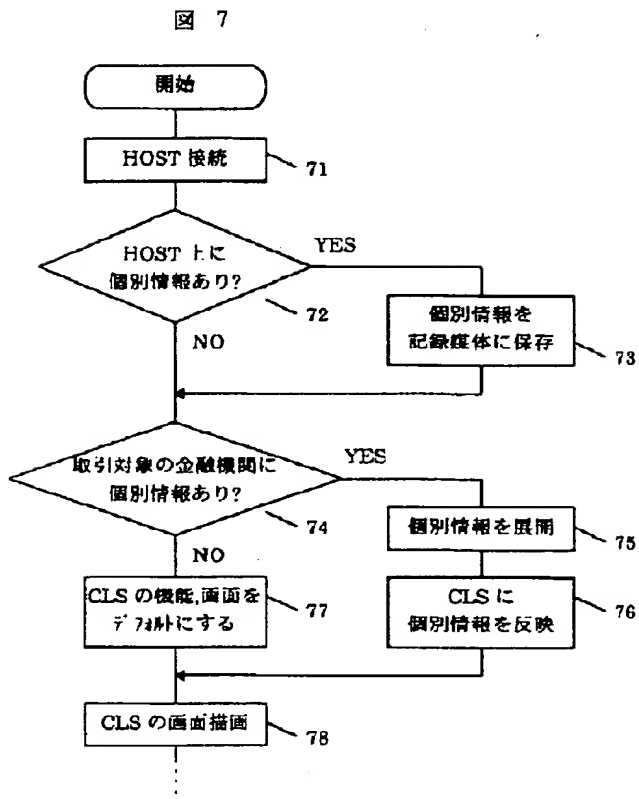 図 7
開始
HOST 接続
71
HOST 上に
個別情報あり?
YES
72
個別情報を
記録媒体に保存
73
NO
取引対象の金融機関に
個別情報あり?
YES
74
個別情報を展開
75
NO
CLS の機能,画面を
デフォルトにする
77
CLS に
個別情報を反映
76
CLS の画面描画
78